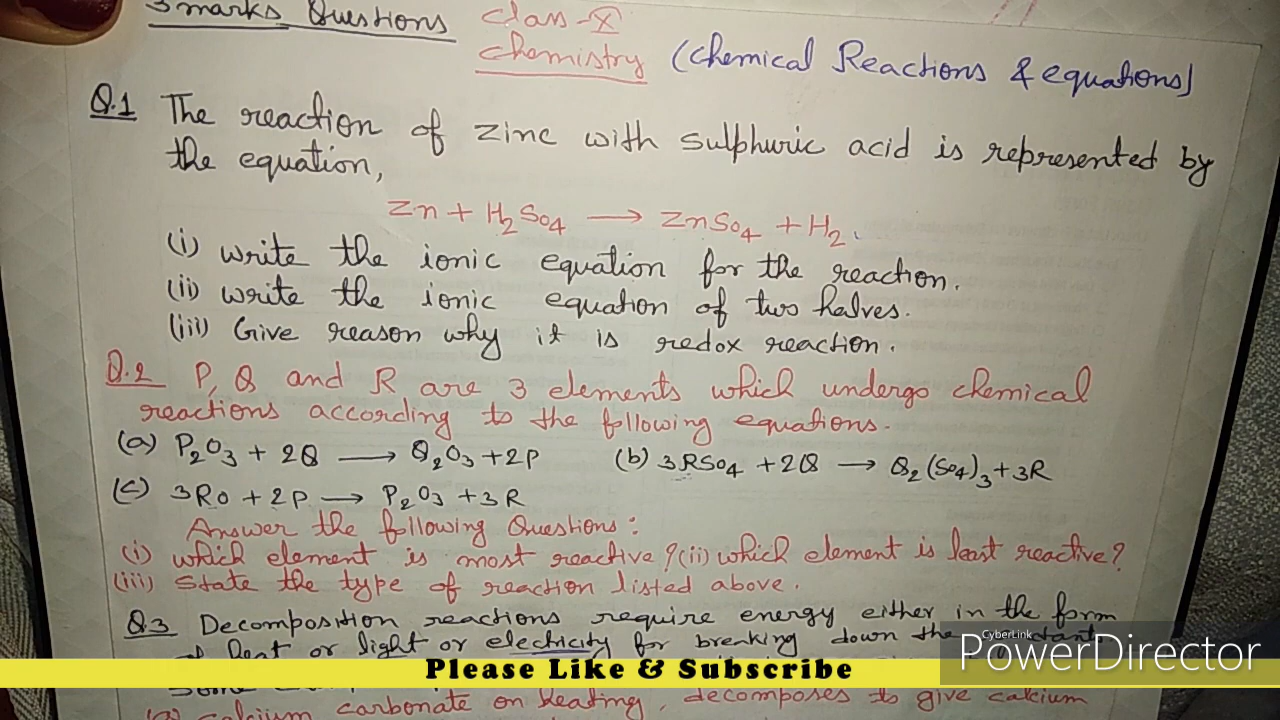 3 marks Questions Class-X
Chemistry (Chemical Reactions & equations)
Q.1 The reaction of zinc with sulphuric acid is represented by
the equation,
Zn + H₂SO₄ ⟶ ZnSO₄ + H₂.
(i) Write the ionic equation for the reaction.
(ii) Write the ionic equation of two halves.
(iii) Give reason why it is redox reaction.
Q.2 P, Q and R are 3 elements which undergo chemical
reactions according to the following equations.
(a) P₂O₃ + 2Q ⟶ Q₂O₃ + 2P (b) 3RSO₄ + 2Q ⟶ Q₂(SO₄)₃ + 3R
(c) 3RO + 2P ⟶ P₂O₃ + 3R
Answer the following Questions:
(i) Which element is most reactive? (ii) which element is least reactive?
(iii) State the type of reaction listed above.
Q3 Decomposition reactions require energy either in the form
of heat or light or electricity for breaking down the
Please Like & Subscribe
(a) calcium carbonate on heating, decomposes to give calcium
CyberLink
PowerDirector